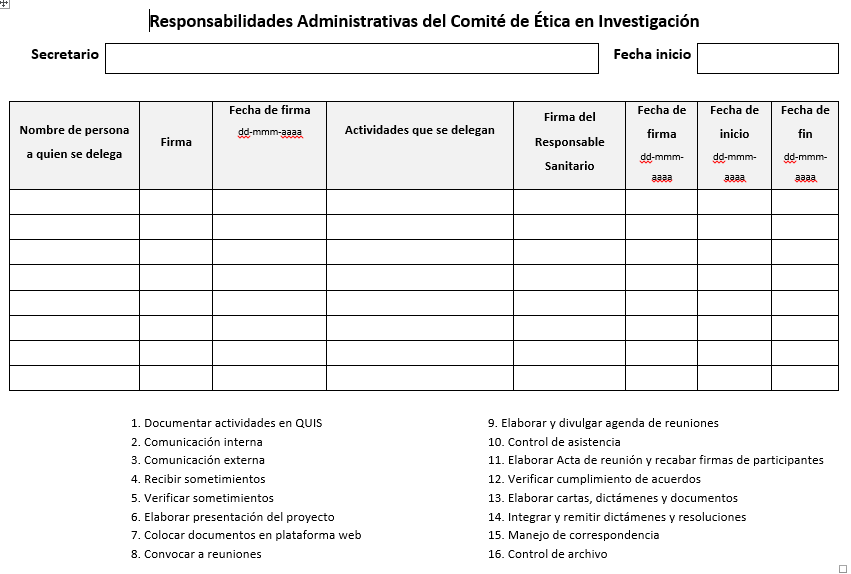 Responsabilidades Administrativas del Comité de Ética en Investigación
Secretario
Fecha inicio
Nombre de persona
a quien se delega
Firma
Fecha de firma
dd-mmm-aaaa
Actividades que se delegan
Firma del
Responsable
Sanitario
Fecha de
firma
dd-mmm-
aaaa
Fecha de
inicio
dd-mmm-
aaaa
Fecha de
fin
dd-mmm-
aaaa
1. Documentar actividades en QUIS
2. Comunicación interna
3. Comunicación externa
4. Recibir sometimientos
5. Verificar sometimientos
6. Elaborar presentación del proyecto
7. Colocar documentos en plataforma web
8. Convocar a reuniones
9. Elaborar y divulgar agenda de reuniones
10. Control de asistencia
11. Elaborar Acta de reunión y recabar firmas de participantes
12. Verificar cumplimiento de acuerdos
13. Elaborar cartas, dictámenes y documentos
14. Integrar y remitir dictámenes y resoluciones
15. Manejo de correspondencia
16. Control de archivo